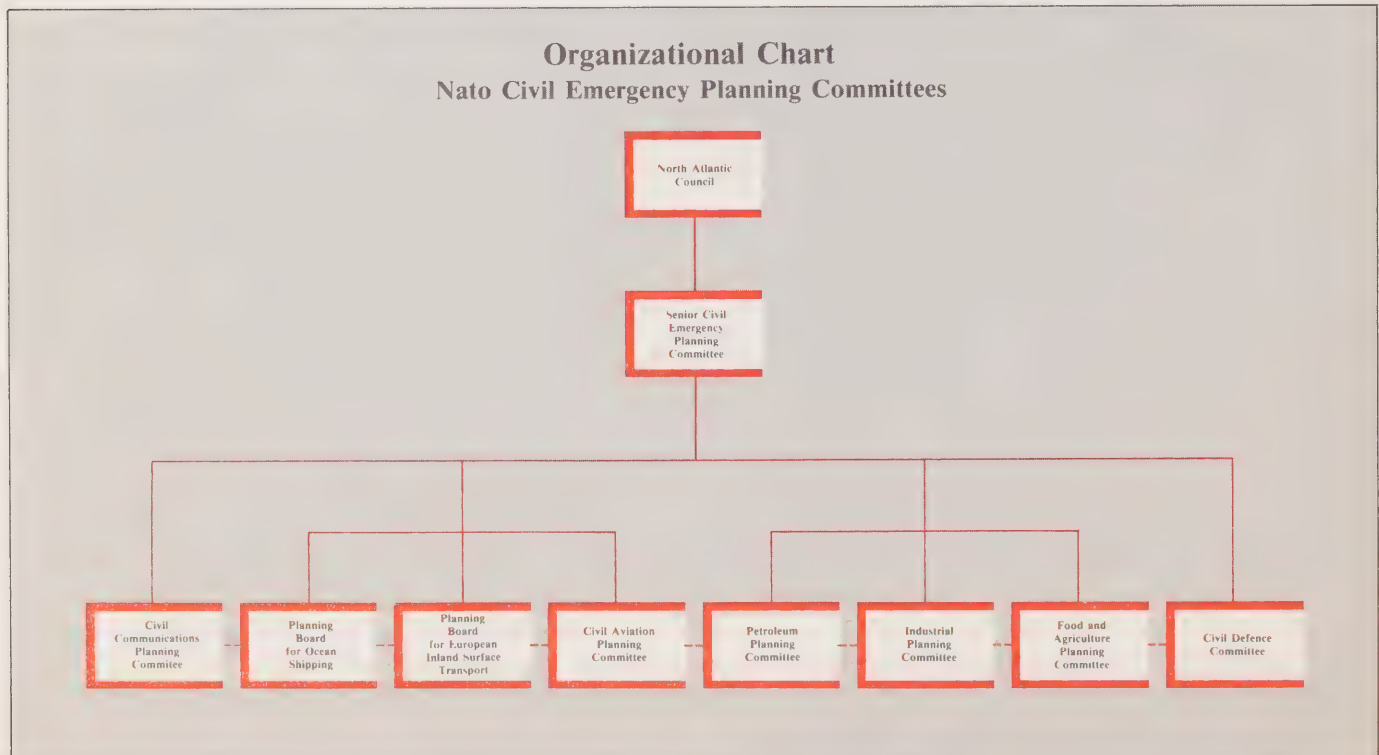 Organizational Chart
Nato Civil Emergency Planning Committees
North Atlantic
Council
Senior Civil
Emergency
Planning
Committee
Civil
Communications
Planning
Commitee
Planning
Board
for Ocean
Shipping
Planning
Board
for European
Inland Surface
Transport
Civil Aviation
Planning
Committee
Petroleum
Planning
Committee
Industrial
Planning
Committee
Food and
Agriculture
Planning
Committee
Civil Defence
Committee